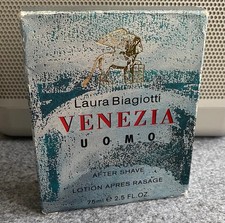 Laura Biagiotti
VENEZIA
UOMO
AFTER SHAVE
LOTION APRES RASAGE
75ml e 2.5 FL.OZ